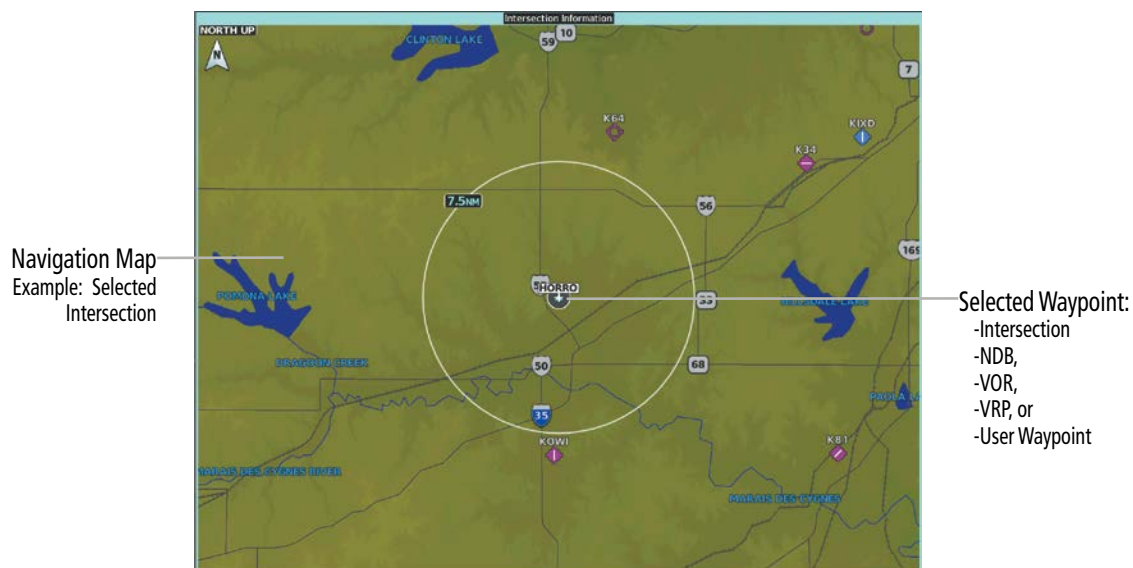 Intersection Information
NORTH UP
N
CLINTON LAKE
59
10
7
K64
KIXD
K34
7.5NM
56
169
Navigation Map
Example: Selected
Intersection
POMONA LAKE
HORRO
33
HILLSDALE LAKE
Selected Waypoint:
-Intersection
-NDB,
-VOR,
-VRP, or
-User Waypoint
DRAGOON CREEK
50
68
PAOLA
35
KOWI
K81
MARAIS DES CYGNES RIVER
MARAIS DES CYGNES